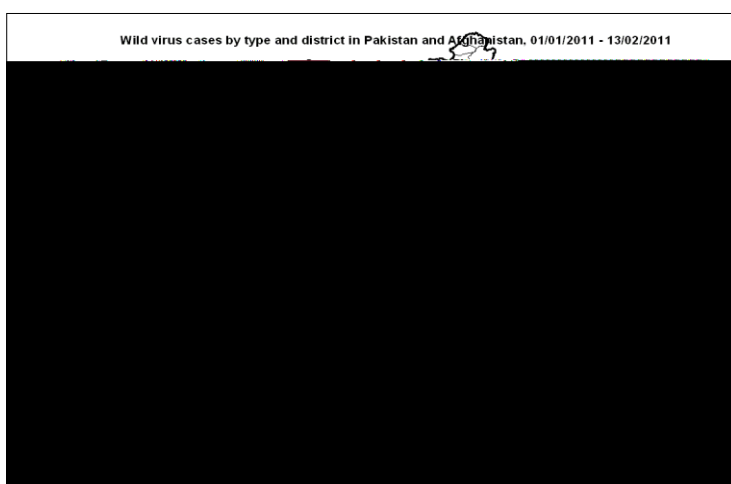 Wild virus cases by type and district in Pakistan and Afghanistan, 01/01/2011 - 13/02/2011